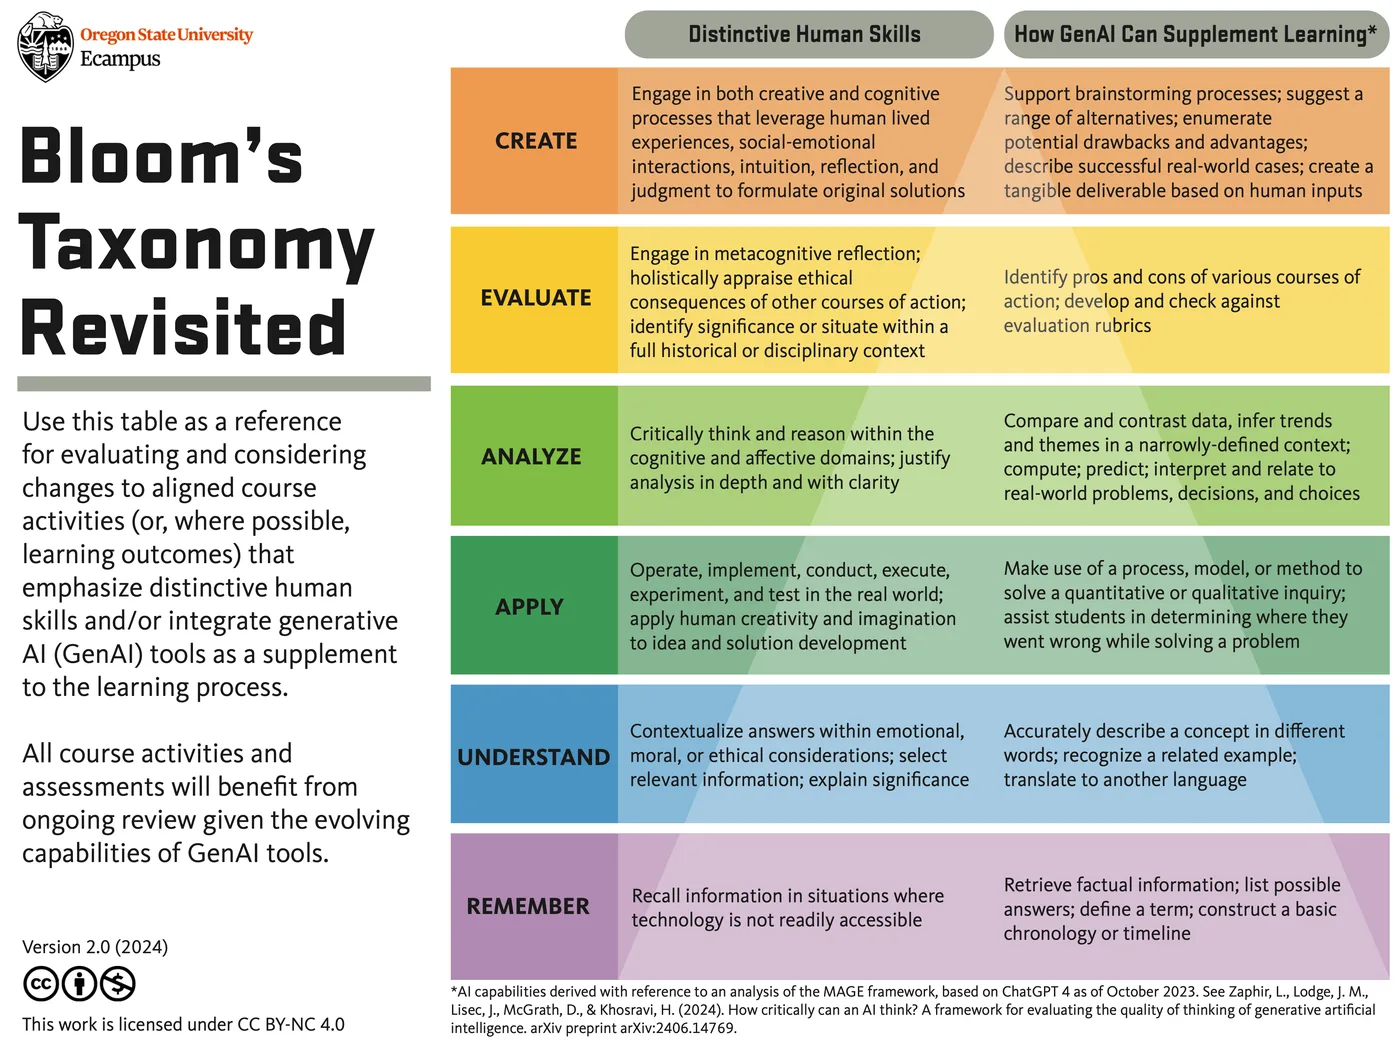 Oregon State University
Ecampus
Bloom's
Taxonomy
Revisited
Use this table as a reference
for evaluating and considering
changes to aligned course
activities (or, where possible,
learning outcomes) that
emphasize distinctive human
skills and/or integrate generative
AI (GenAI) tools as a supplement
to the learning process.
All course activities and
assessments will benefit from
ongoing review given the evolving
capabilities of GenAI tools.
Version 2.0 (2024)
cc
$
This work is licensed under CC BY-NC 4.0
Distinctive Human Skills
How GenAI Can Supplement Learning*
CREATE
Engage in both creative and cognitive
processes that leverage human lived
experiences, social-emotional
interactions, intuition, reflection, and
judgment to formulate original solutions
Support brainstorming processes; suggest a
range of alternatives; enumerate
potential drawbacks and advantages;
describe successful real-world cases; create a
tangible deliverable based on human inputs
EVALUATE
Engage in metacognitive reflection;
holistically appraise ethical
consequences of other courses of action;
identify significance or situate within a
full historical or disciplinary context
Identify pros and cons of various courses of
action; develop and check against
evaluation rubrics
ANALYZE
Critically think and reason within the
cognitive and affective domains; justify
analysis in depth and with clarity
Compare and contrast data, infer trends
and themes in a narrowly-defined context;
compute; predict; interpret and relate to
real-world problems, decisions, and choices
APPLY
Operate, implement, conduct, execute,
experiment, and test in the real world;
apply human creativity and imagination
to idea and solution development
Make use of a process, model, or method to
solve a quantitative or qualitative inquiry;
assist students in determining where they
went wrong while solving a problem
UNDERSTAND
Contextualize answers within emotional,
moral, or ethical considerations; select
relevant information; explain significance
Accurately describe a concept in different
words; recognize a related example;
translate to another language
REMEMBER
Recall information in situations where
technology is not readily accessible
Retrieve factual information; list possible
answers; define a term; construct a basic
chronology or timeline
*AI capabilities derived with reference to an analysis of the MAGE framework, based on ChatGPT 4 as of October 2023. See Zaphir, L., Lodge, J. M.,
Lisec, J., McGrath, D., & Khosravi, H. (2024). How critically can an AI think? A framework for evaluating the quality of thinking of generative artificial
intelligence. arXiv preprint arXiv:2406.14769.